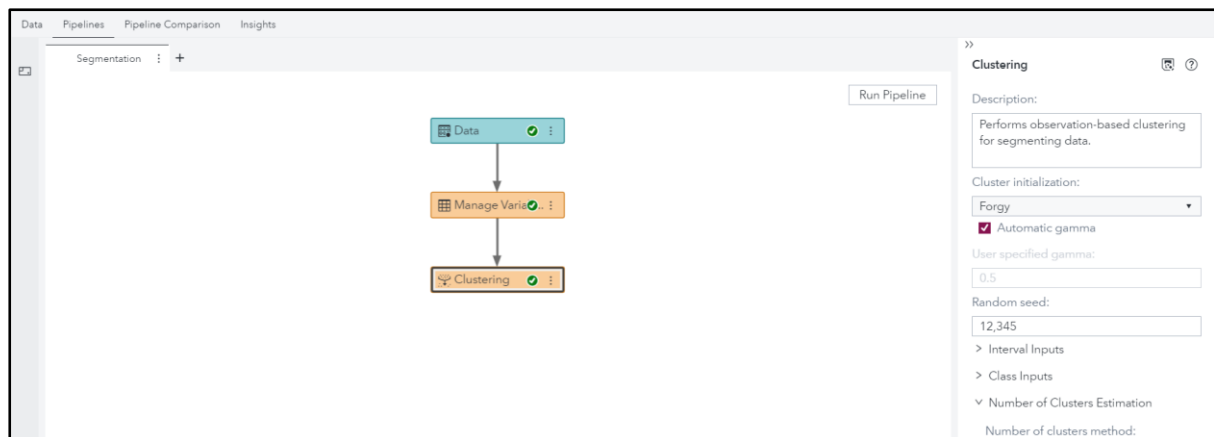 Data Pipelines Pipeline Comparison Insights
Segmentation
Run Pipeline
Data
Manage Varia...
Clustering
Clustering
Description:
Performs observation-based clustering
for segmenting data.
Cluster initialization:
Forgy
Automatic gamma
User specified gamma:
0.5
Random seed:
12,345
Interval Inputs
Class Inputs
Number of Clusters Estimation
Number of clusters method: